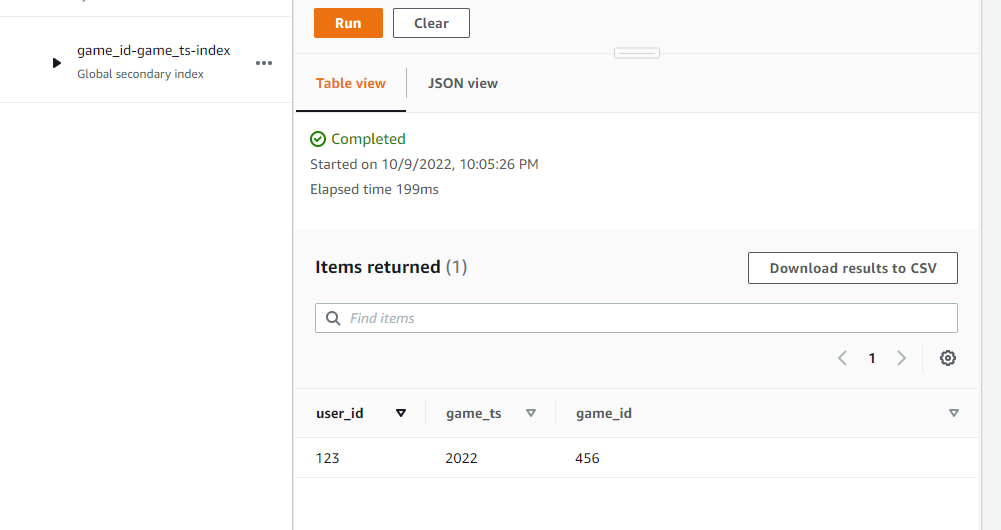 game_id-game_ts-index
Global secondary index
Run Clear
Table view JSON view
Completed
Started on 10/9/2022, 10:05:26 PM
Elapsed time 199ms
Items returned (1) Download results to CSV
Find items
1
user_id game_ts game_id
123 2022 456